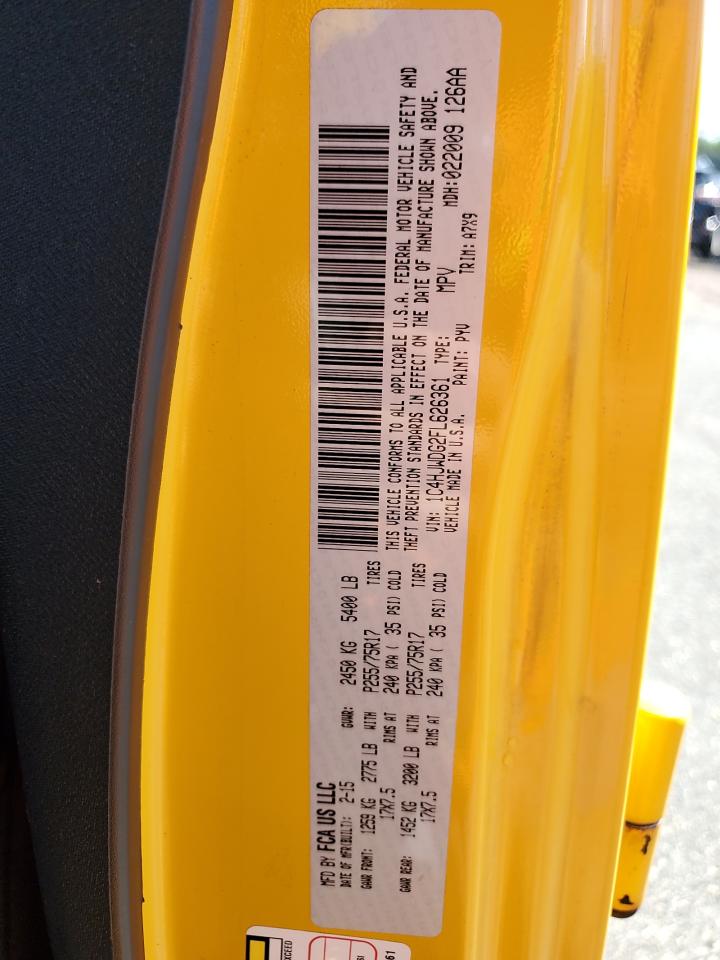 MFD BY FCA US LLC
DATE OF MFR(BUILT): 2-15 GVWR: 2450 KG 5400 LB
GAWR FRONT: 1259 KG 2775 LB WITH P255/75R17 TIRES
17X7.5 RIMS AT 240 KPA ( 35 PSI) COLD
GAWR REAR: 1452 KG 3200 LB WITH P255/75R17 TIRES
17X7.5 RIMS AT 240 KPA ( 35 PSI) COLD
THIS VEHICLE CONFORMS TO ALL APPLICABLE U.S.A. FEDERAL MOTOR VEHICLE SAFETY AND
THEFT PREVENTION STANDARDS IN EFFECT ON THE DATE OF MANUFACTURE SHOWN ABOVE.
VIN: 1C4HJWDG2FL626361 TYPE: MPV MDH:022009 126AA
VEHICLE MADE IN U.S.A. PAINT: PYV TRIM: A7X9
EXCEED
61